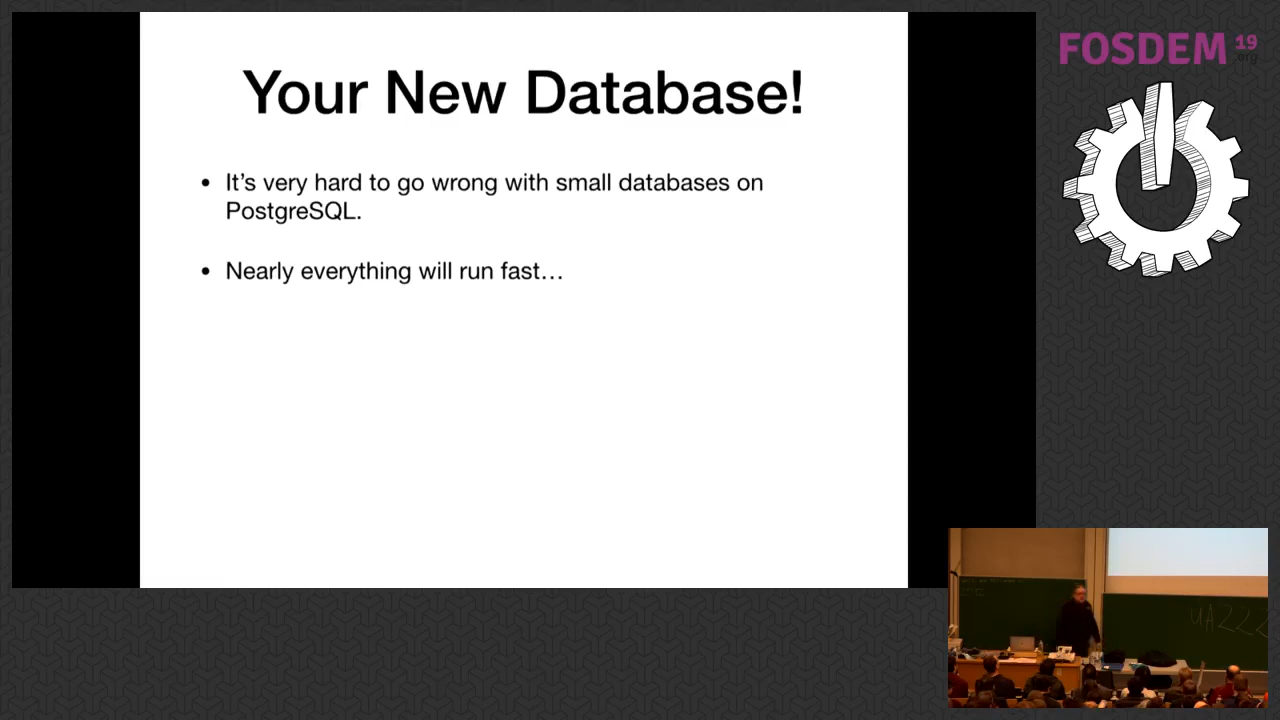 Your New Database!
• It’s very hard to go wrong with small databases on
PostgreSQL.
• Nearly everything will run fast…
FOSDEM 19
.org